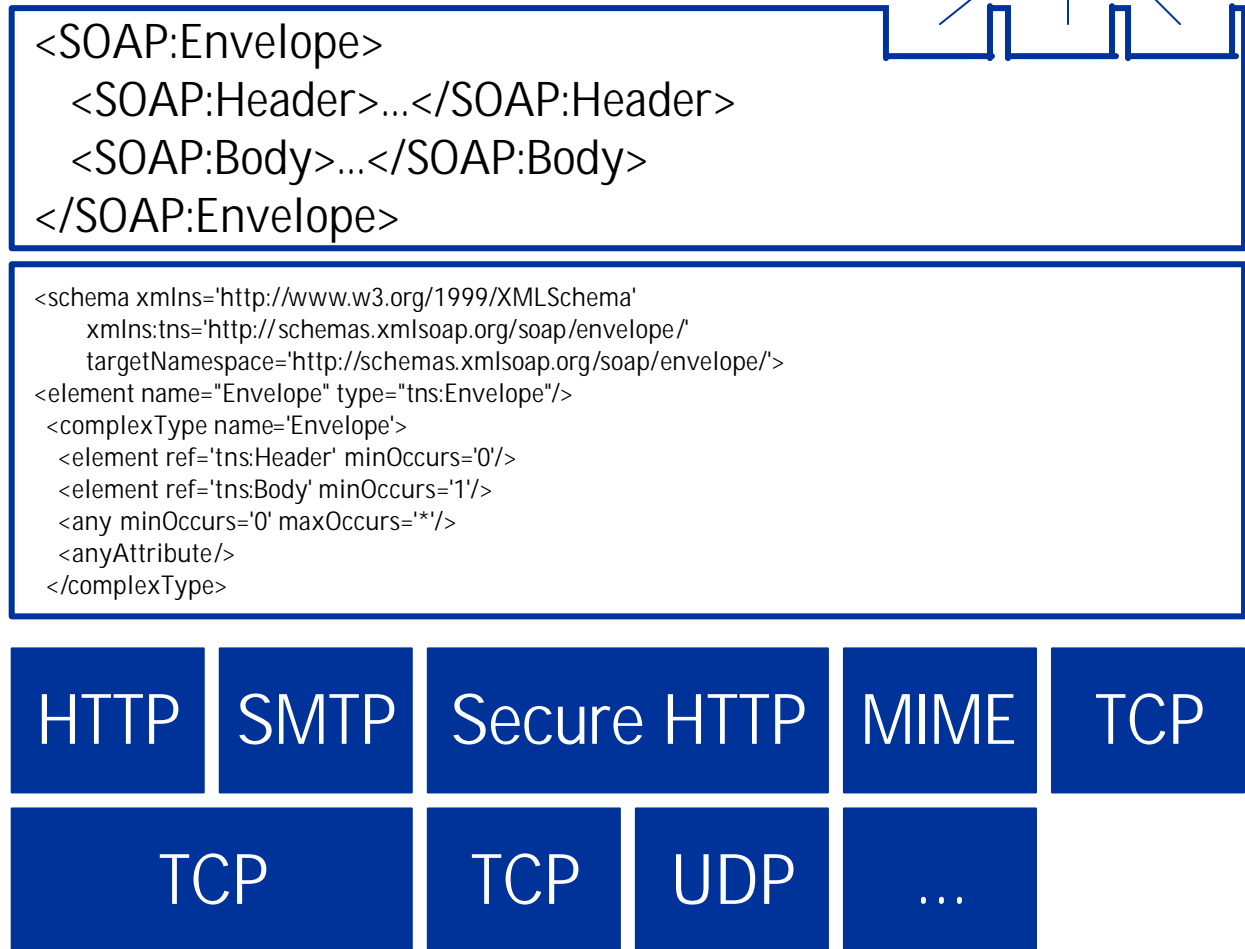 <SOAP:Envelope>
<SOAP:Header>...</SOAP:Header>
<SOAP:Body>...</SOAP:Body>
</SOAP:Envelope>
<schema xmlns='http://www.w3.org/1999/XMLSchema'
xmlns:tns='http://schemas.xmlsoap.org/soap/envelope/'
targetNamespace='http://schemas.xmlsoap.org/soap/envelope/'>
<element name="Envelope" type="tns:Envelope"/>
<complexType name='Envelope'>
<element ref='tns:Header' minOccurs='0'/>
<element ref='tns:Body' minOccurs='1'/>
<any minOccurs='0' maxOccurs='*'/>
<anyAttribute/>
</complexType>
HTTP SMTP Secure HTTP MIME TCP
TCP TCP UDP ...